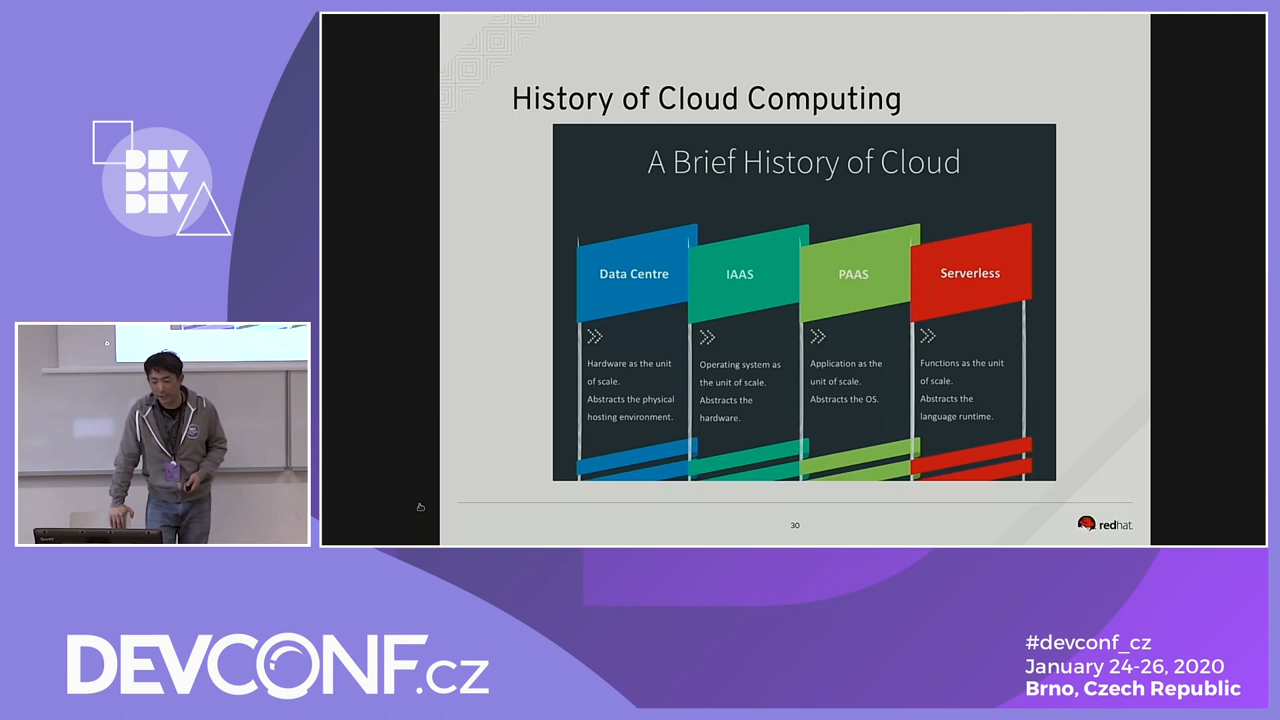 DEV
DEV
DEV
History of Cloud Computing
A Brief History of Cloud
Data Centre
Hardware as the unit
of scale.
Abstracts the physical
hosting environment.
IAAS
Operating system as
the unit of scale.
Abstracts the
hardware.
PAAS
Application as the
unit of scale.
Abstracts the OS.
Serverless
Functions as the unit
of scale.
Abstracts the
language runtime.
30
redhat.
DEVCONF.cz
#devconf_cz
January 24-26, 2020
Brno, Czech Republic